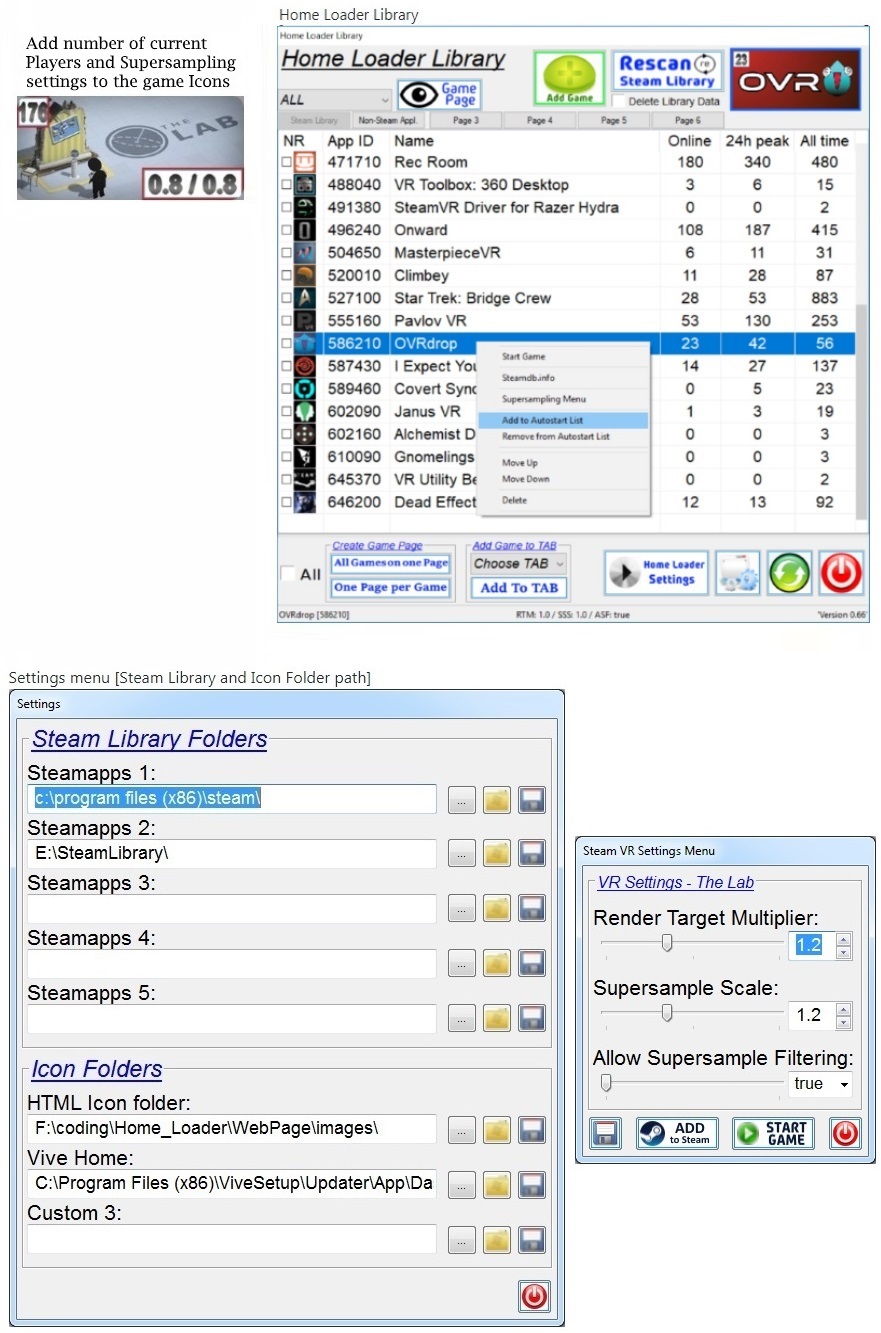 Add number of current
Players and Supersampling
settings to the game Icons
176
THE
LAB
0.8 / 0.8
Home Loader Library
Home Loader Library
Home Loader Library
ALL
Game
Page
Add Game
Rescan re
Steam Library
Delete Library Data
23
OVR
Steam Library Non-Steam Appl. Page 3 Page 4 Page 5 Page 6
NR App ID Name Online 24h peak All time
471710 Rec Room 180 340 480
488040 VR Toolbox: 360 Desktop 3 6 15
491380 SteamVR Driver for Razer Hydra 0 0 2
496240 Onward 108 187 415
504650 MasterpieceVR 6 11 31
520010 Climbey 11 28 87
527100 Star Trek: Bridge Crew 28 53 883
555160 Pavlov VR 53 130 253
586210 OVRdrop 23 42 56
587430 I Expect You 14 27 137
589460 Covert Sync 0 5 23
602090 Janus VR 1 3 19
602160 Alchemist D 0 0 3
610090 Gnomelings 0 0 3
645370 VR Utility Be 0 0 2
646200 Dead Effect 12 13 92
Start Game
Steamdb.info
Supersampling Menu
Add to Autostart List
Remove from Autostart List
Move Up
Move Down
Delete
All
Create Game Page
All Games on one Page
One Page per Game
Add Game to TAB
Choose TAB
Add To TAB
Home Loader
Settings
OVRdrop [586210] RTM: 1.0 / SSS: 1.0 / ASF: true 'Version 0.66'
Settings menu [Steam Library and Icon Folder path]
Settings
Steam Library Folders
Steamapps 1:
c:\program files (x86)\steam\
...
Steamapps 2:
E:\SteamLibrary\
...
Steamapps 3:
...
Steamapps 4:
...
Steamapps 5:
...
Icon Folders
HTML Icon folder:
F:\coding\Home_Loader\WebPage\images\
...
Vive Home:
C:\Program Files (x86)\ViveSetup\Updater\App\Da
...
Custom 3:
...
Steam VR Settings Menu
VR Settings - The Lab
Render Target Multiplier:
1.2
Supersample Scale:
1.2
Allow Supersample Filtering:
true
ADD
to Steam
START
GAME